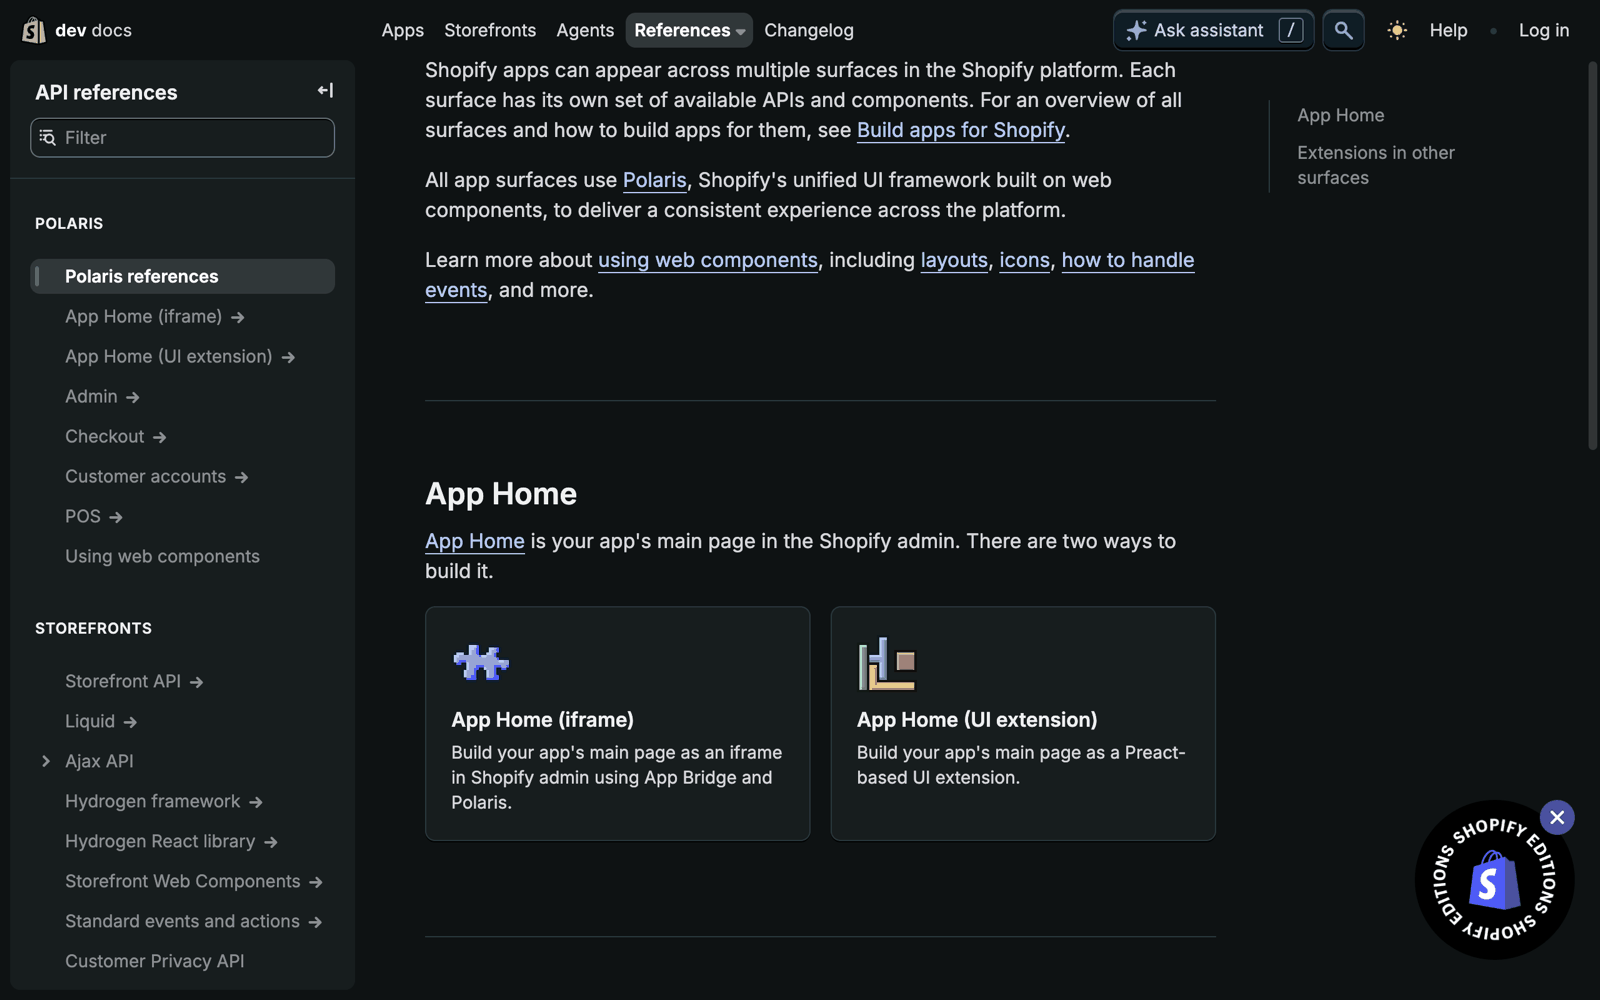 dev docs
Apps
Storefronts
Agents
References
Changelog
Ask assistant /
Help
Log in
API references
Filter
POLARIS
Polaris references
App Home (iframe) →
App Home (UI extension) →
Admin →
Checkout →
Customer accounts →
POS →
Using web components
STOREFRONTS
Storefront API →
Liquid →
Ajax API
Hydrogen framework →
Hydrogen React library →
Storefront Web Components →
Standard events and actions →
Customer Privacy API
Shopify apps can appear across multiple surfaces in the Shopify platform. Each
surface has its own set of available APIs and components. For an overview of all
surfaces and how to build apps for them, see Build apps for Shopify.
All app surfaces use Polaris, Shopify's unified UI framework built on web
components, to deliver a consistent experience across the platform.
Learn more about using web components, including layouts, icons, how to handle
events, and more.
App Home
App Home is your app's main page in the Shopify admin. There are two ways to
build it.
App Home (iframe)
Build your app's main page as an iframe
in Shopify admin using App Bridge and
Polaris.
App Home (UI extension)
Build your app's main page as a Preact-
based UI extension.
App Home
Extensions in other
surfaces
SHOPIFY EDITIONS SHOPIFY EDITIONS